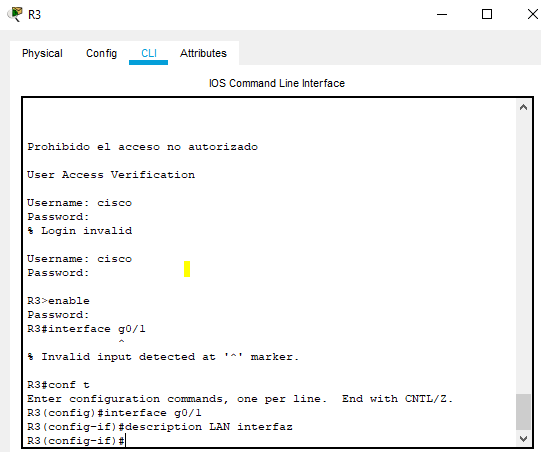 R3
Physical Config CLI Attributes
IOS Command Line Interface
Prohibido el acceso no autorizado
User Access Verification
Username: cisco
Password:
% Login invalid
Username: cisco
Password:
R3>enable
Password:
R3#interface g0/1
^
% Invalid input detected at '^' marker.
R3#conf t
Enter configuration commands, one per line.  End with CNTL/Z.
R3(config)#interface g0/1
R3(config-if)#description LAN interfaz
R3(config-if)#